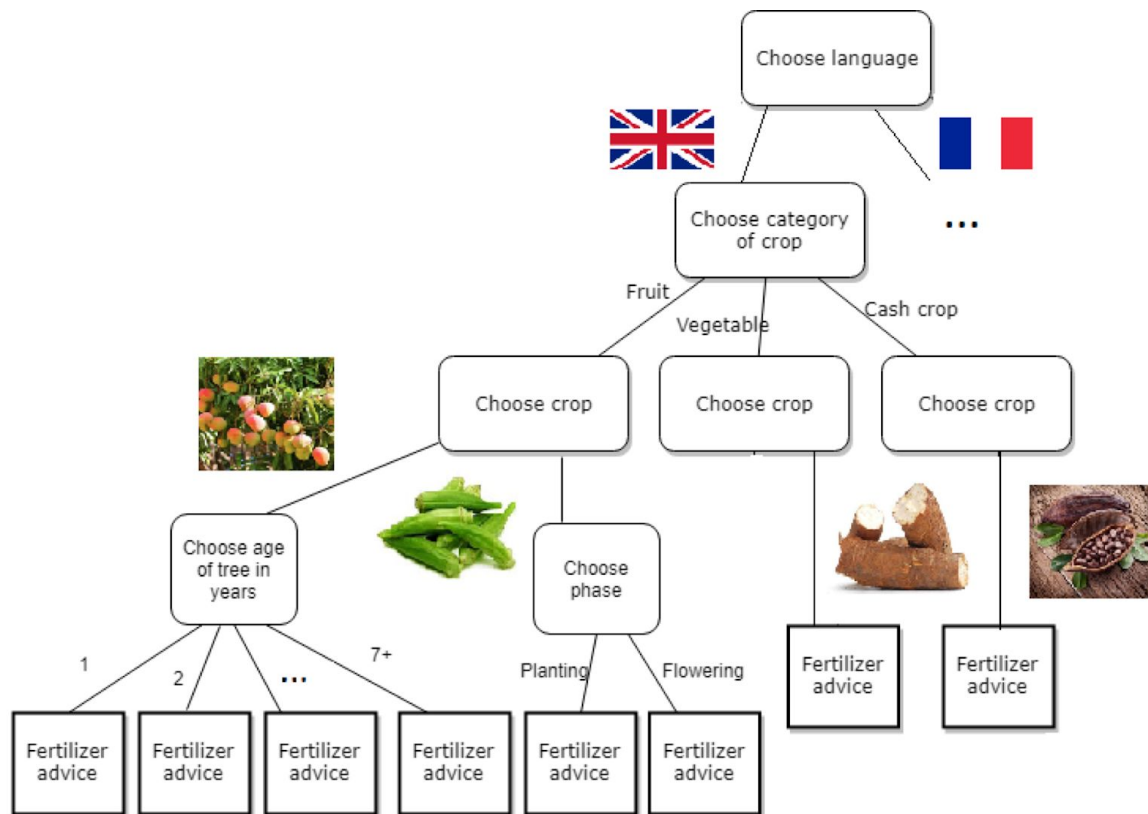 Choose language
...
Choose category
of crop
Fruit
Vegetable
Cash crop
Choose crop
Choose crop
Choose crop
Choose age
of tree in
years
Choose
phase
1
2
...
7+
Planting
Flowering
Fertilizer
advice
Fertilizer
advice
Fertilizer
advice
Fertilizer
advice
Fertilizer
advice
Fertilizer
advice
Fertilizer
advice
Fertilizer
advice